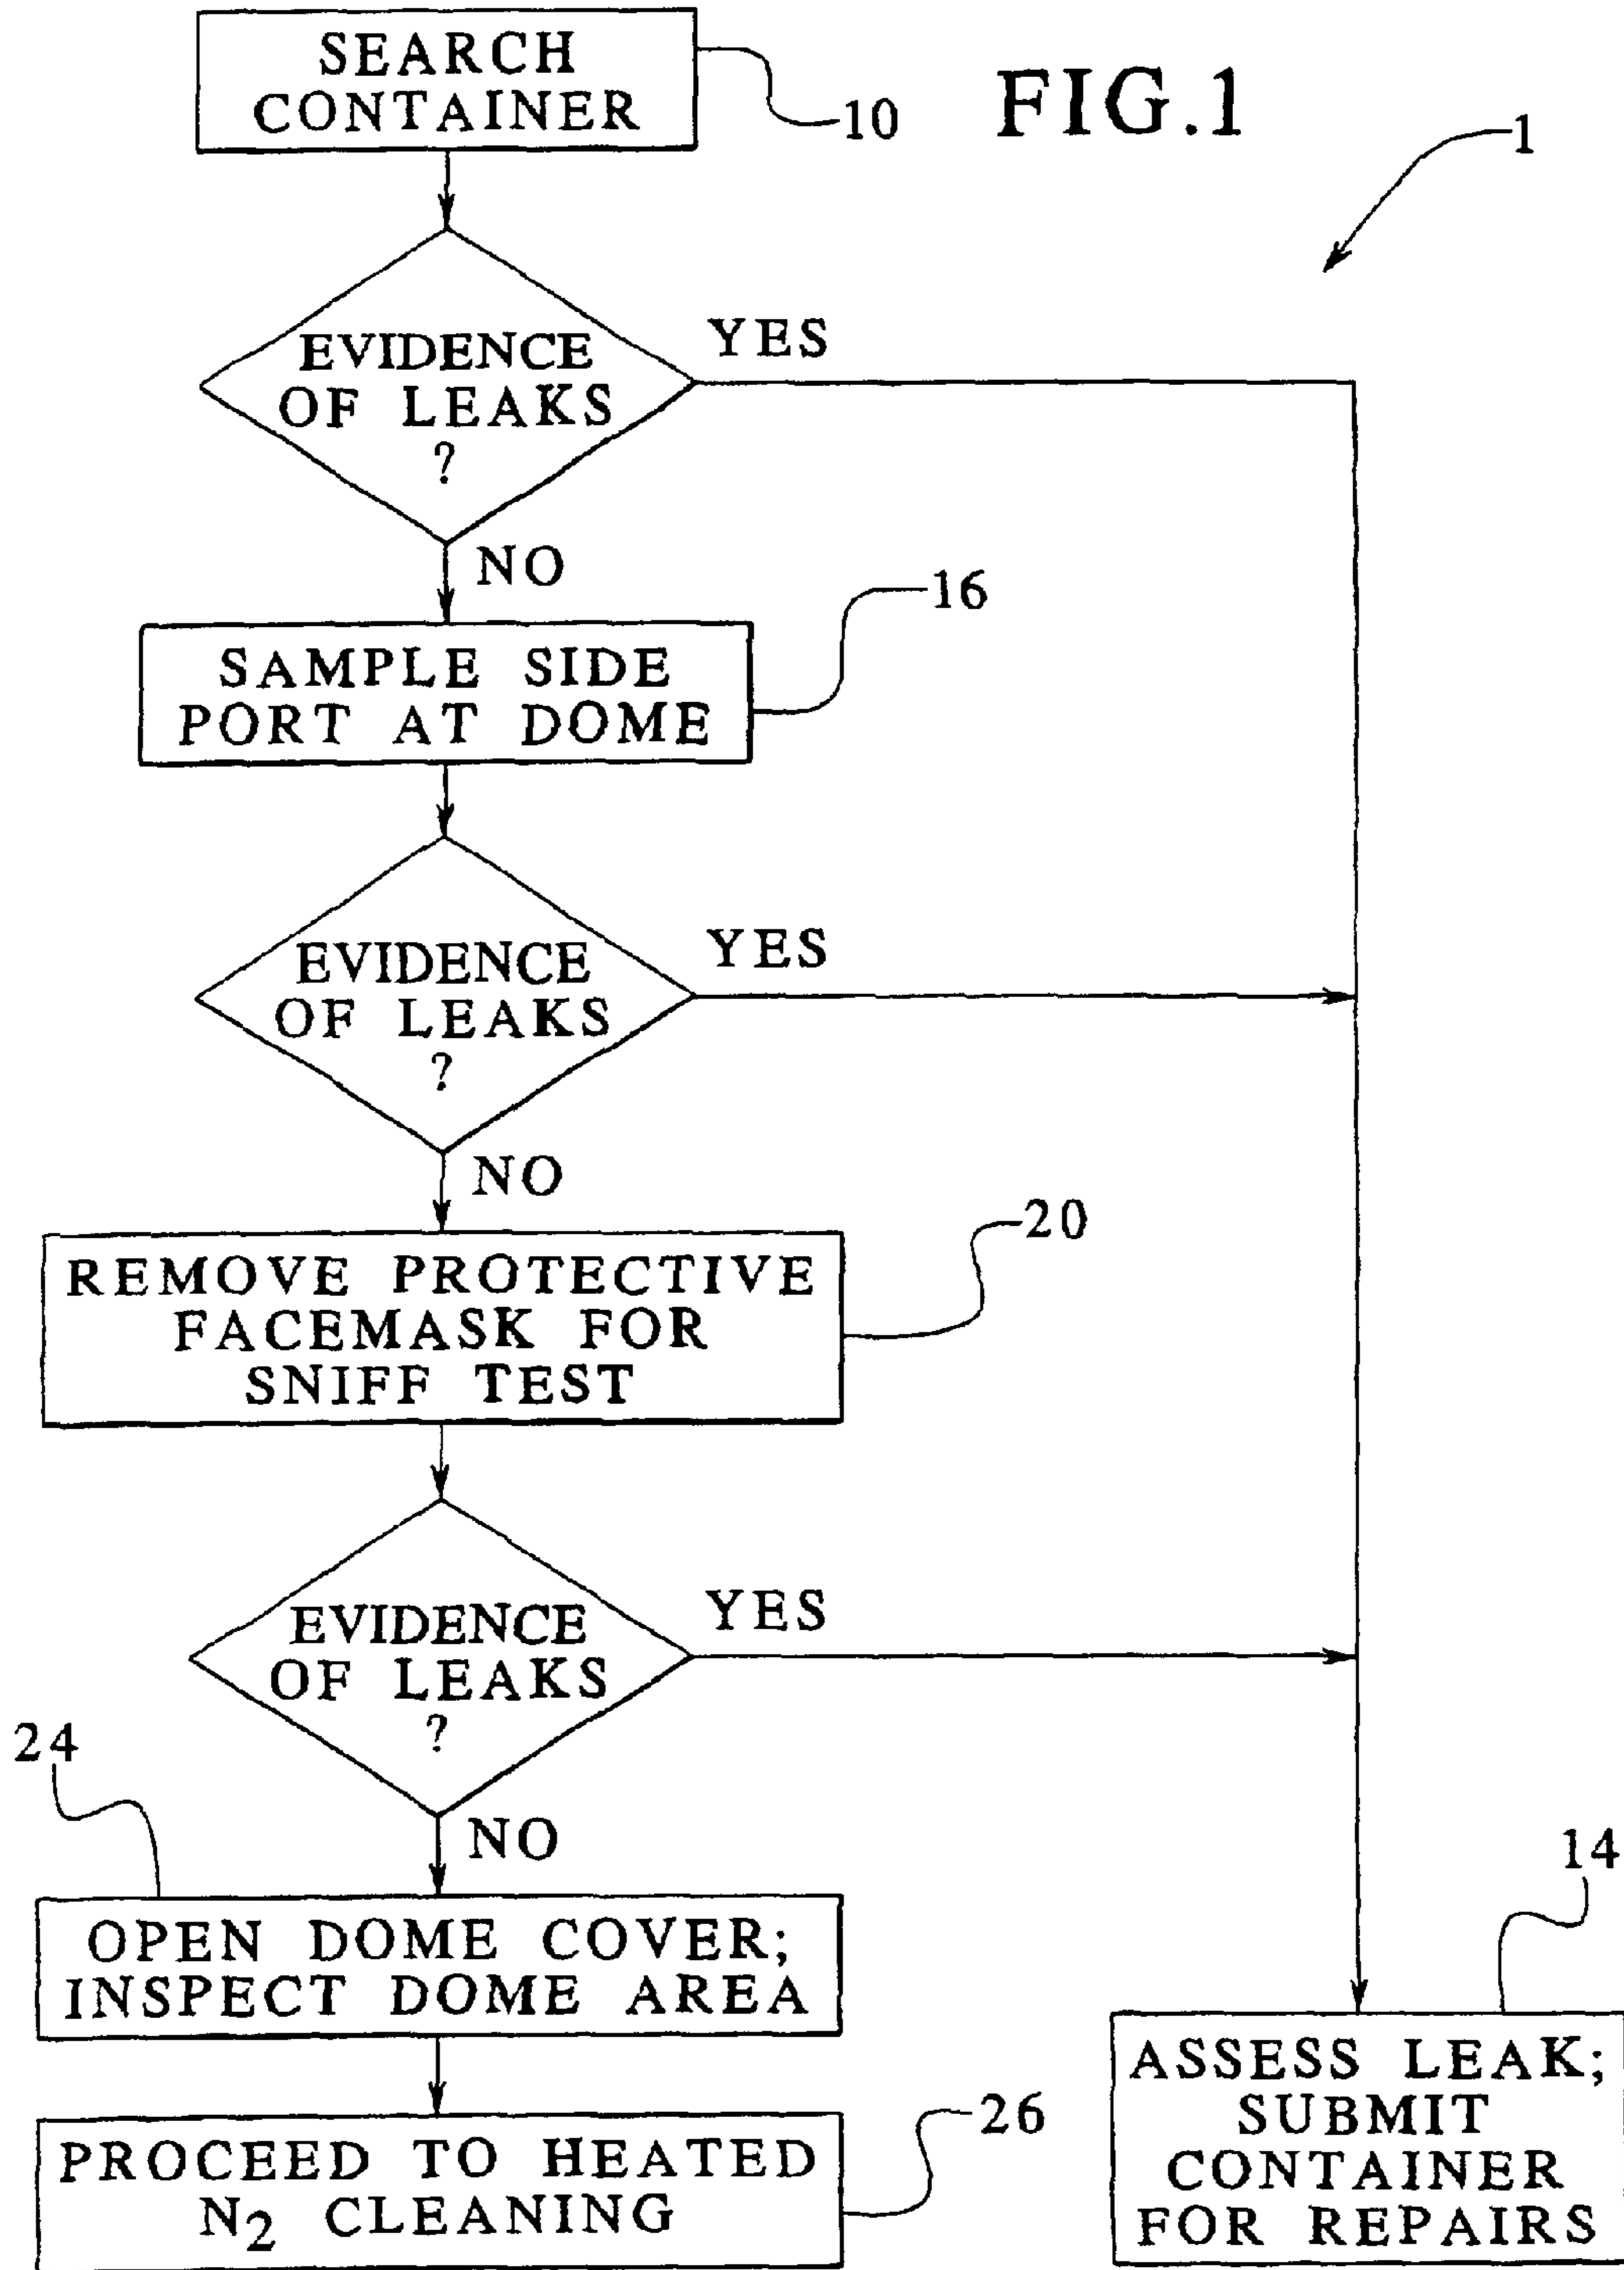 SEARCH
CONTAINER
10
FIG.1
1
EVIDENCE
OF LEAKS
?
YES
NO
16
SAMPLE SIDE
PORT AT DOME
EVIDENCE
OF LEAKS
?
YES
NO
20
REMOVE PROTECTIVE
FACEMASK FOR
SNIFF TEST
EVIDENCE
OF LEAKS
?
YES
24
NO
OPEN DOME COVER;
INSPECT DOME AREA
14
ASSESS LEAK;
SUBMIT
CONTAINER
FOR REPAIRS
26
PROCEED TO HEATED
N₂ CLEANING